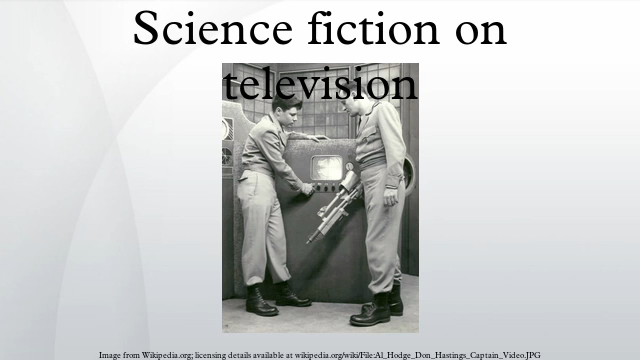 Science fiction on
television
Image from Wikipedia.org; licensing details available at wikipedia.org/wiki/File:Al_Hodge_Don_Hastings_Captain_Video.JPG